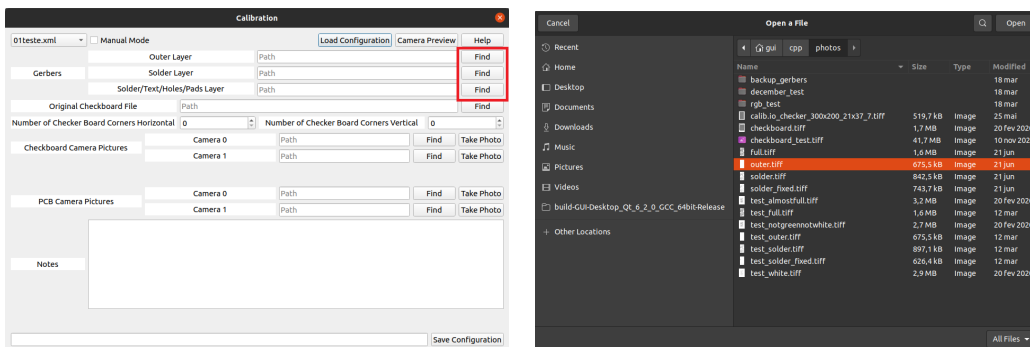 Calibration
01teste.xml Manual Mode Load Configuration Camera Preview Help
Outer Layer Path Find
Gerbers Solder Layer Path Find
Solder/Text/Holes/Pads Layer Path Find
Original Checkboard File Path Find
Number of Checker Board Corners Horizontal 0 Number of Checker Board Corners Vertical 0
Checkboard Camera Pictures
Camera 0 Path Find Take Photo
Camera 1 Path Find Take Photo
PCB Camera Pictures
Camera 0 Path Find Take Photo
Camera 1 Path Find Take Photo
Notes
Save Configuration
Cancel Open a File Open
Recent
Home
Desktop
Documents
Downloads
Music
Pictures
Videos
build-GUI-Desktop_Qt_6_2_0_GCC_64bit-Release
Other Locations
gui cpp photos
Name Size Type Modified
backup_gerbers 18 mar
december_test 18 mar
rgb_test 18 mar
calib.io_checker_300x200_21x37_7.tiff 519,7 kB Image 25 mai
checkboard.tiff 1,7 MB Image 20 fev 202
checkboard_test.tiff 41,7 MB Image 10 nov 202
full.tiff 1,6 MB Image 21 jun
outer.tiff 675,5 kB Image 21 jun
solder.tiff 842,5 kB Image 21 jun
solder_fixed.tiff 743,7 kB Image 21 jun
test_almostfull.tiff 3,2 MB Image 20 fev 202
test_full.tiff 1,6 MB Image 12 mar
test_notgreennotwhite.tiff 2,7 MB Image 20 fev 202
test_outer.tiff 675,5 kB Image 12 mar
test_solder.tiff 897,1 kB Image 12 mar
test_solder_fixed.tiff 626,4 kB Image 12 mar
test_white.tiff 2,9 MB Image 20 fev 202
All Files